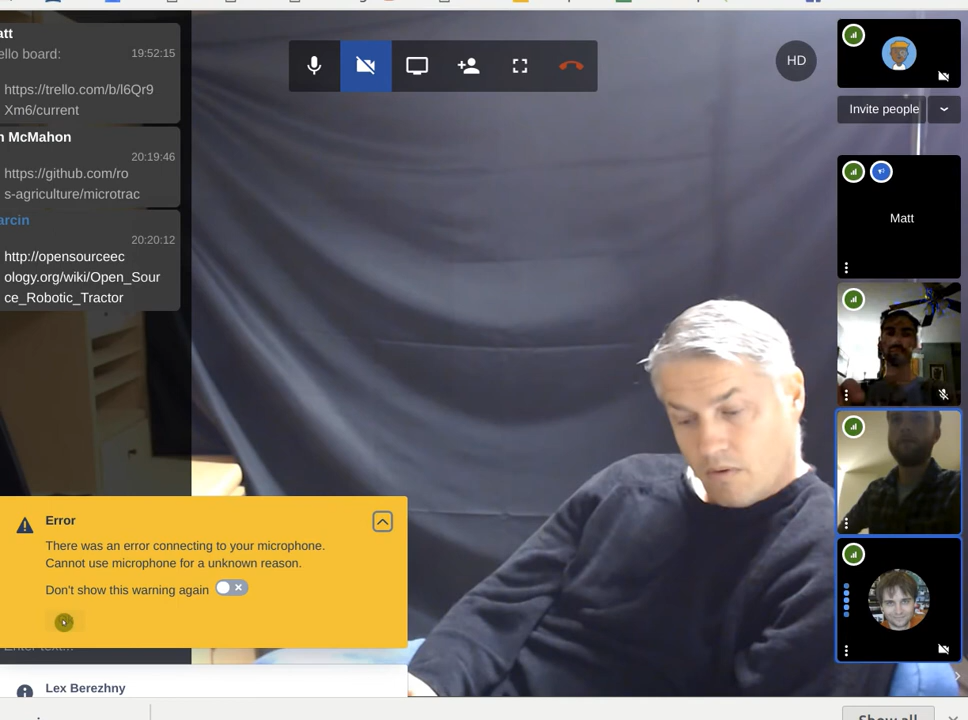 att
ello board:
19:52:15
https://trello.com/b/l6Qr9
Xm6/current
n McMahon
20:19:46
https://github.com/ro
s-agriculture/microtrac
arcin
20:20:12
http://opensourceec
ology.org/wiki/Open_Sour
ce_Robotic_Tractor
HD
Invite people
Matt
Error
There was an error connecting to your microphone.
Cannot use microphone for a unknown reason.
Don't show this warning again
Enter text...
Lex Berezhny
Show all